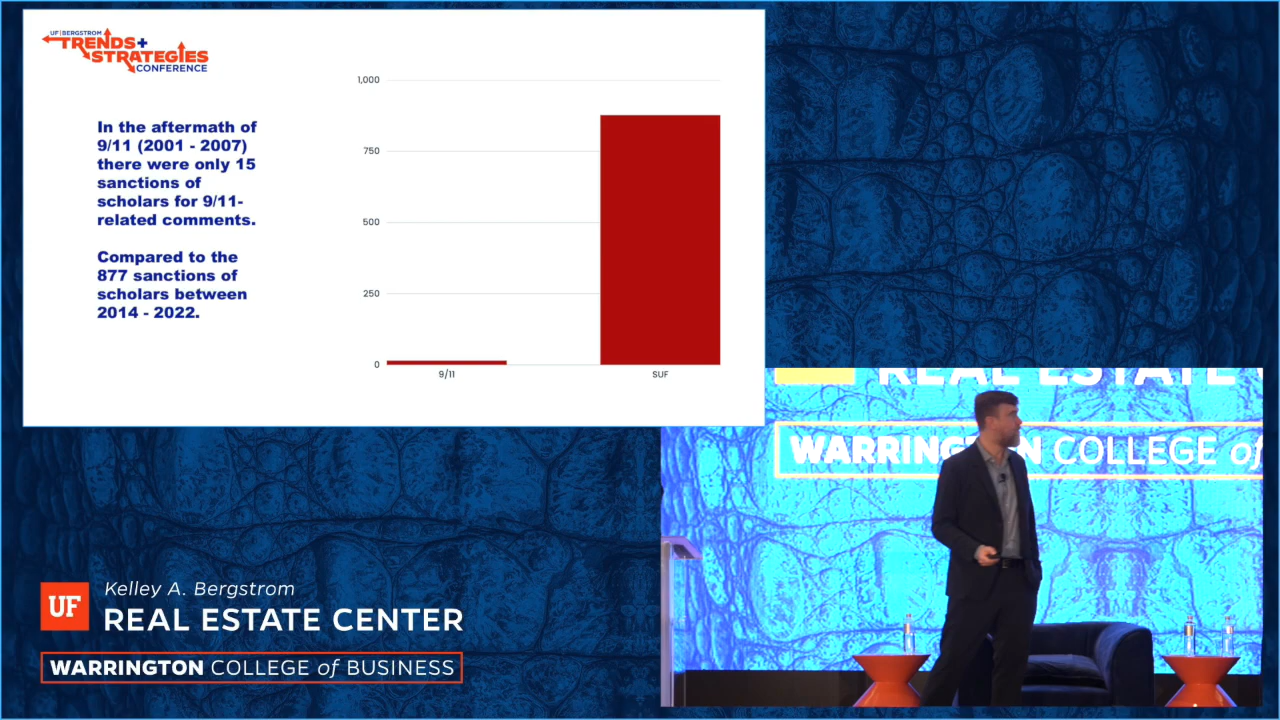 UF | BERGSTROM
TRENDS+
STRATEGIES
CONFERENCE
In the aftermath of
9/11 (2001 - 2007)
there were only 15
sanctions of
scholars for 9/11-
related comments.
Compared to the
877 sanctions of
scholars between
2014 - 2022.
1,000
750
500
250
0
9/11
SUF
REAL ESTATE
WARRINGTON COLLEGE of
UF
Kelley A. Bergstrom
REAL ESTATE CENTER
WARRINGTON COLLEGE of BUSINESS